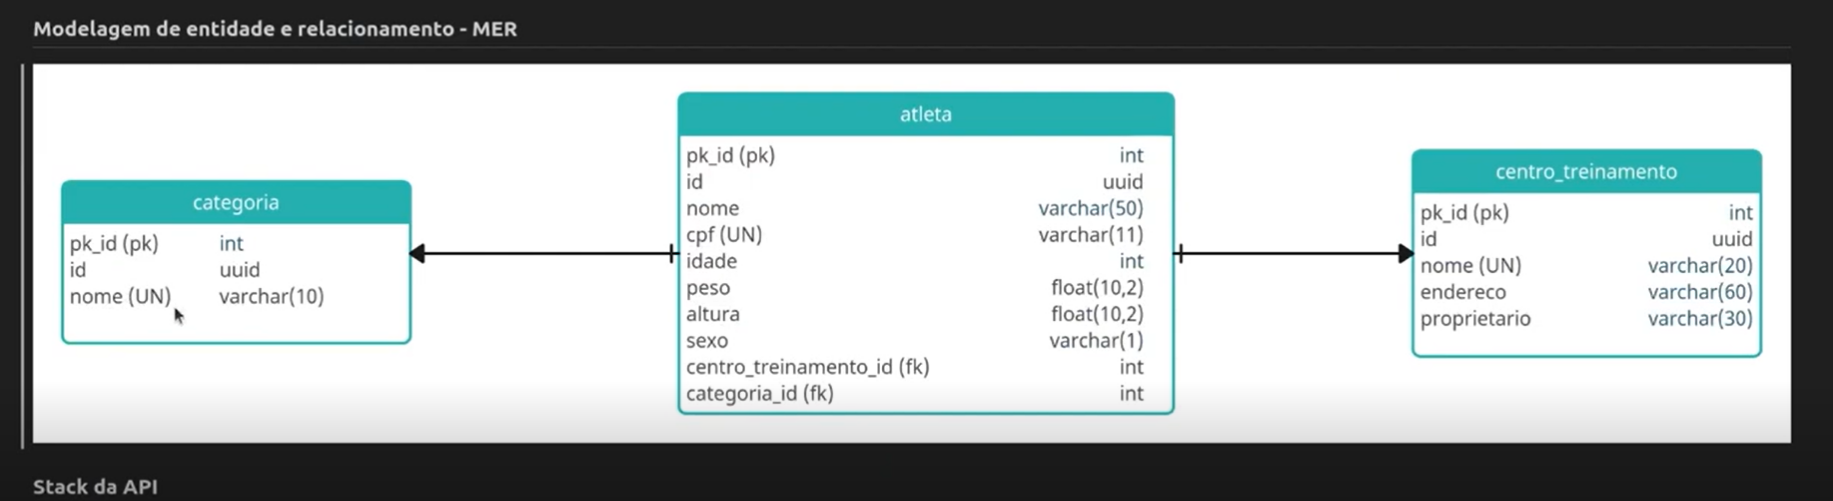 Modelagem de entidade e relacionamento - MER
categoria
pk_id (pk) int
id uuid
nome (UN) varchar(10)
atleta
pk_id (pk) int
id uuid
nome varchar(50)
cpf (UN) varchar(11)
idade int
peso float(10,2)
altura float(10,2)
sexo varchar(1)
centro_treinamento_id (fk) int
categoria_id (fk) int
centro_treinamento
pk_id (pk) int
id uuid
nome (UN) varchar(20)
endereco varchar(60)
proprietario varchar(30)
Stack da API